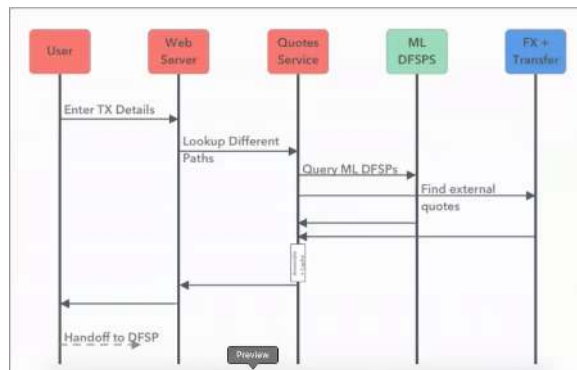 User
Web
Server
Quotes
Service
ML
DFSPS
FX +
Transfer
Enter TX Details
Lookup Different
Paths
Query ML DFSPs
Find external
quotes
+ Cache
Handoff to DFSP
Preview